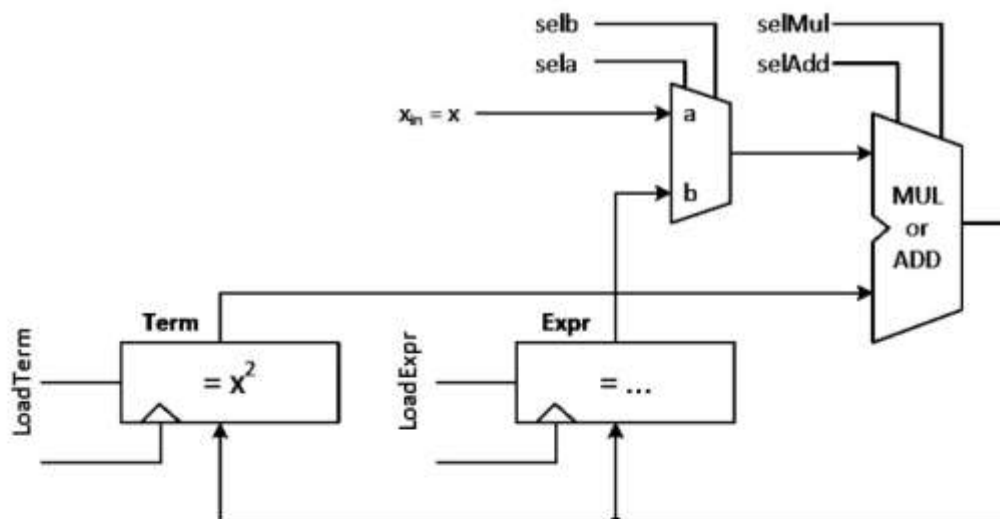 selb
sela
selMul
selAdd
xin = x
a
b
MUL
or
ADD
Term
Expr
LoadTerm
= x²
LoadExpr
= ...